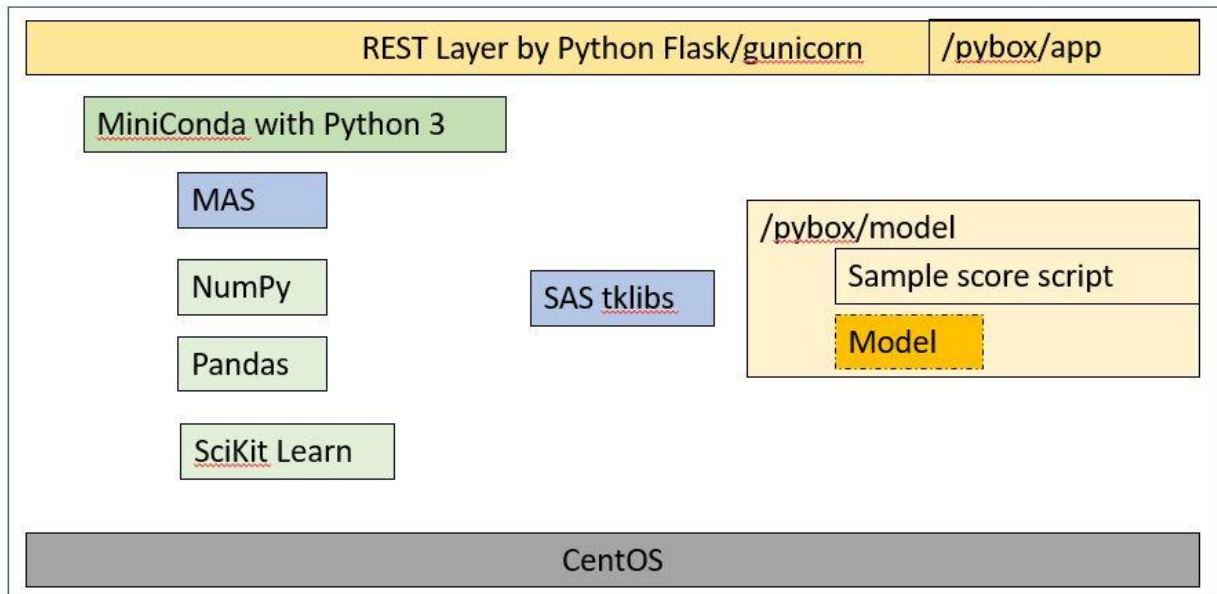 REST Layer by Python Flask/gunicorn
/pybox/app
MiniConda with Python 3
MAS
NumPy
Pandas
SciKit Learn
SAS tklibs
/pybox/model
Sample score script
Model
CentOS